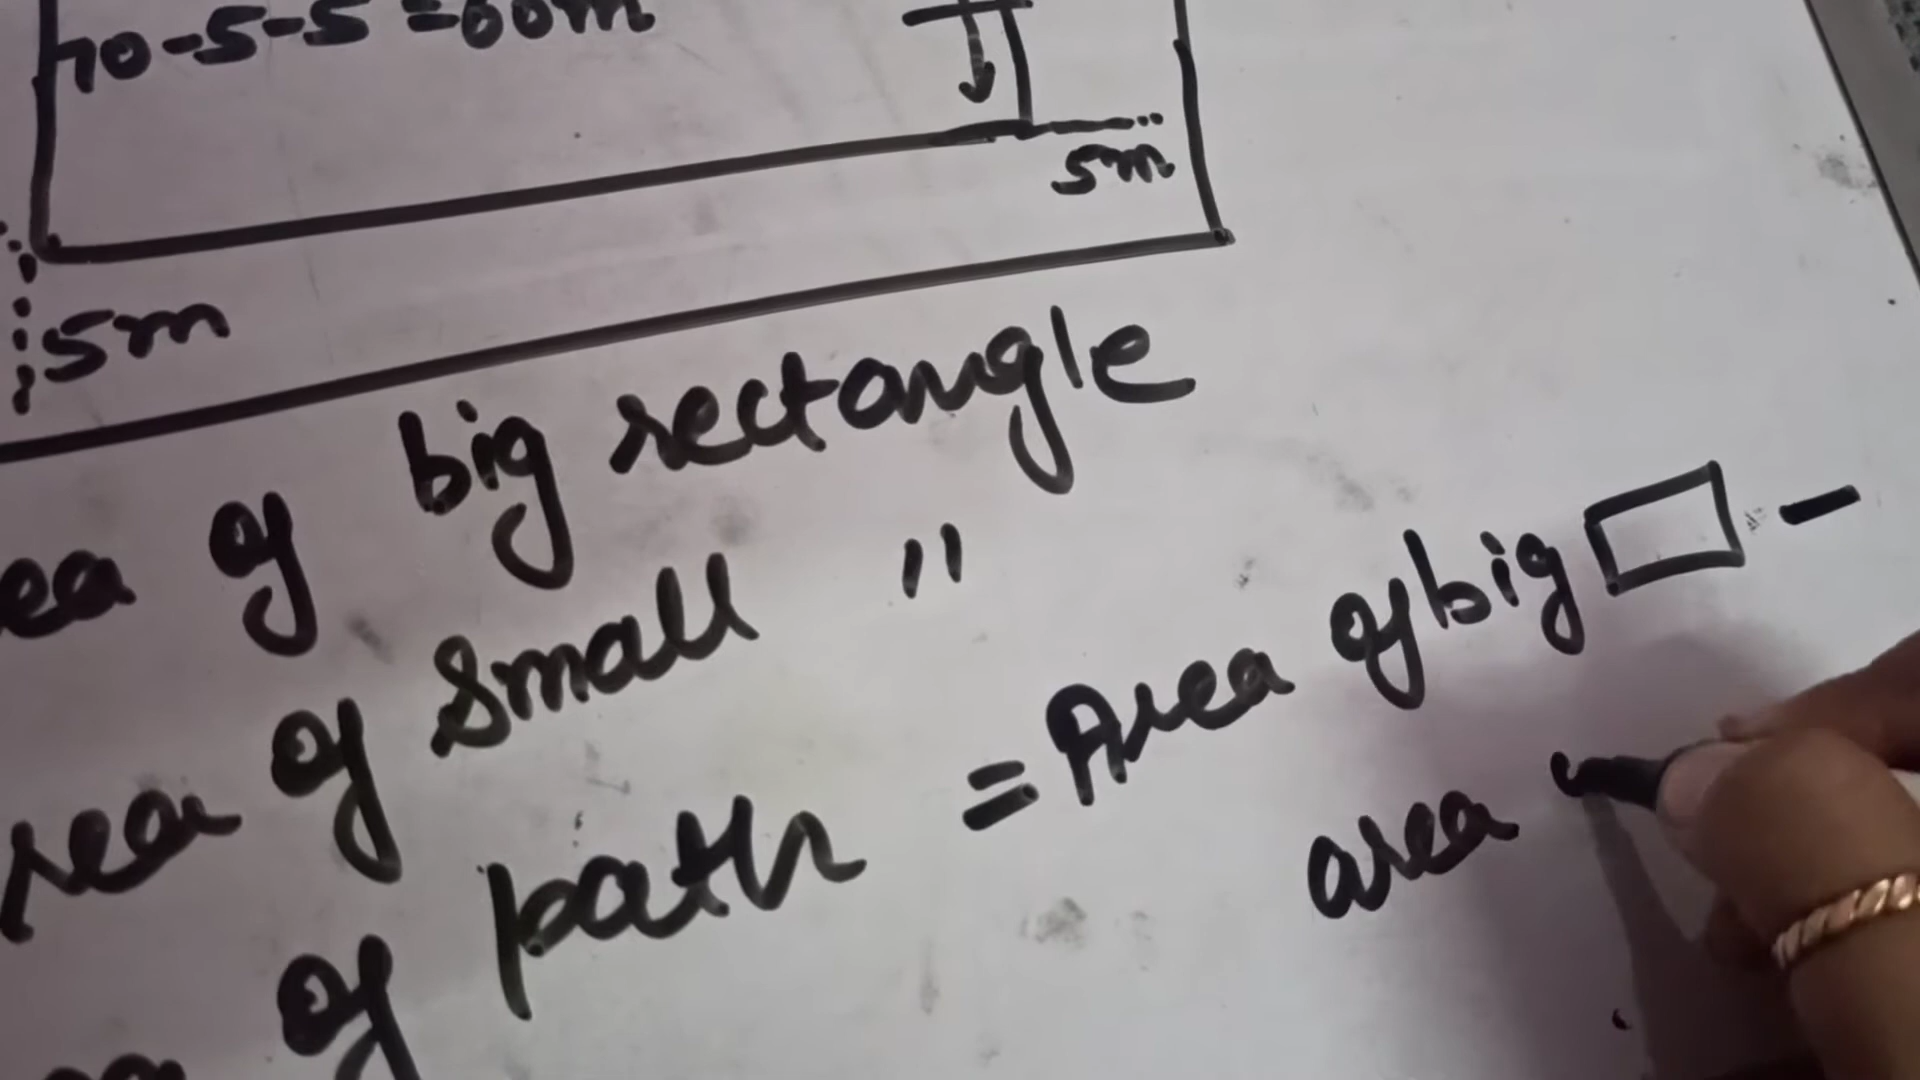 70-5-5=60m
5m
5m
ea of big rectangle
rea of small "
of path = Area of big □ -
area